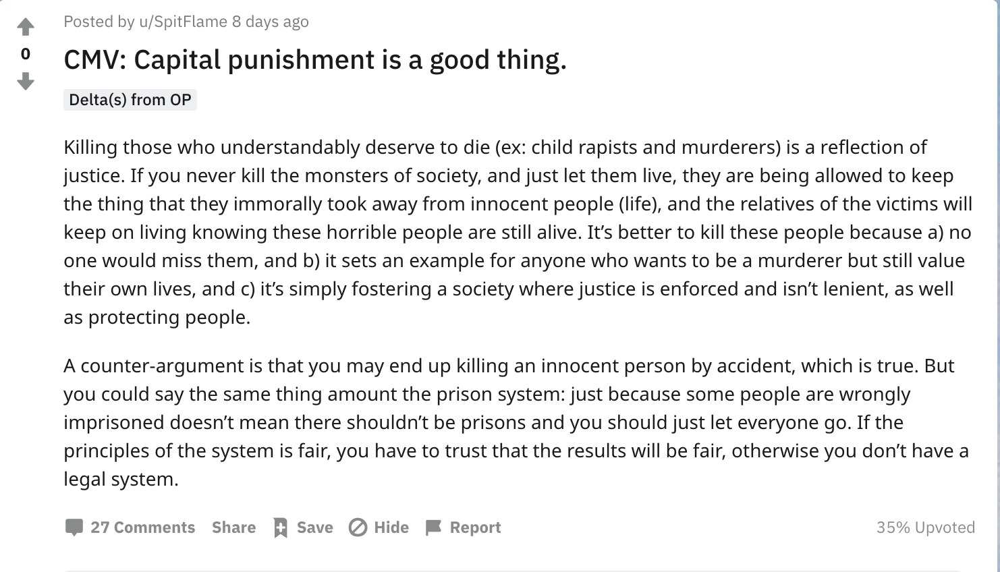 Posted by u/SpitFlame 8 days ago
0
CMV: Capital punishment is a good thing.
Delta(s) from OP
Killing those who understandably deserve to die (ex: child rapists and murderers) is a reflection of
justice. If you never kill the monsters of society, and just let them live, they are being allowed to keep
the thing that they immorally took away from innocent people (life), and the relatives of the victims will
keep on living knowing these horrible people are still alive. It’s better to kill these people because a) no
one would miss them, and b) it sets an example for anyone who wants to be a murderer but still value
their own lives, and c) it’s simply fostering a society where justice is enforced and isn’t lenient, as well
as protecting people.
A counter-argument is that you may end up killing an innocent person by accident, which is true. But
you could say the same thing amount the prison system: just because some people are wrongly
imprisoned doesn’t mean there shouldn’t be prisons and you should just let everyone go. If the
principles of the system is fair, you have to trust that the results will be fair, otherwise you don’t have a
legal system.
27 Comments Share Save Hide Report 35% Upvoted